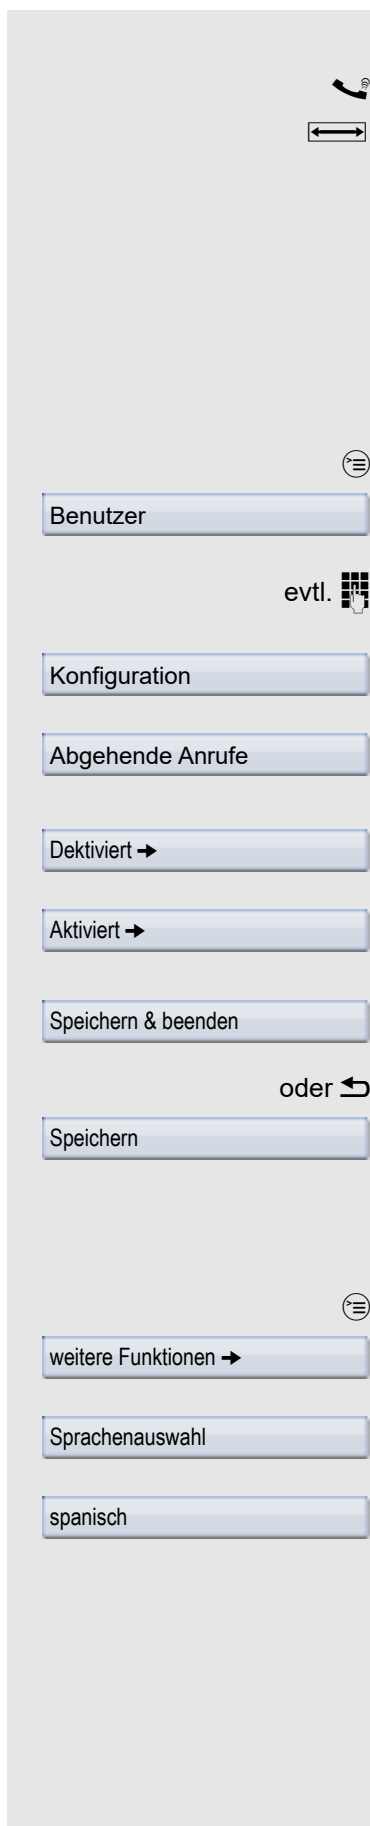 Benutzer
evtl.
Konfiguration
Abgehende Anrufe
Dektiviert →
Aktiviert →
Speichern & beenden
oder
Speichern
weitere Funktionen →
Sprachenauswahl
spanisch